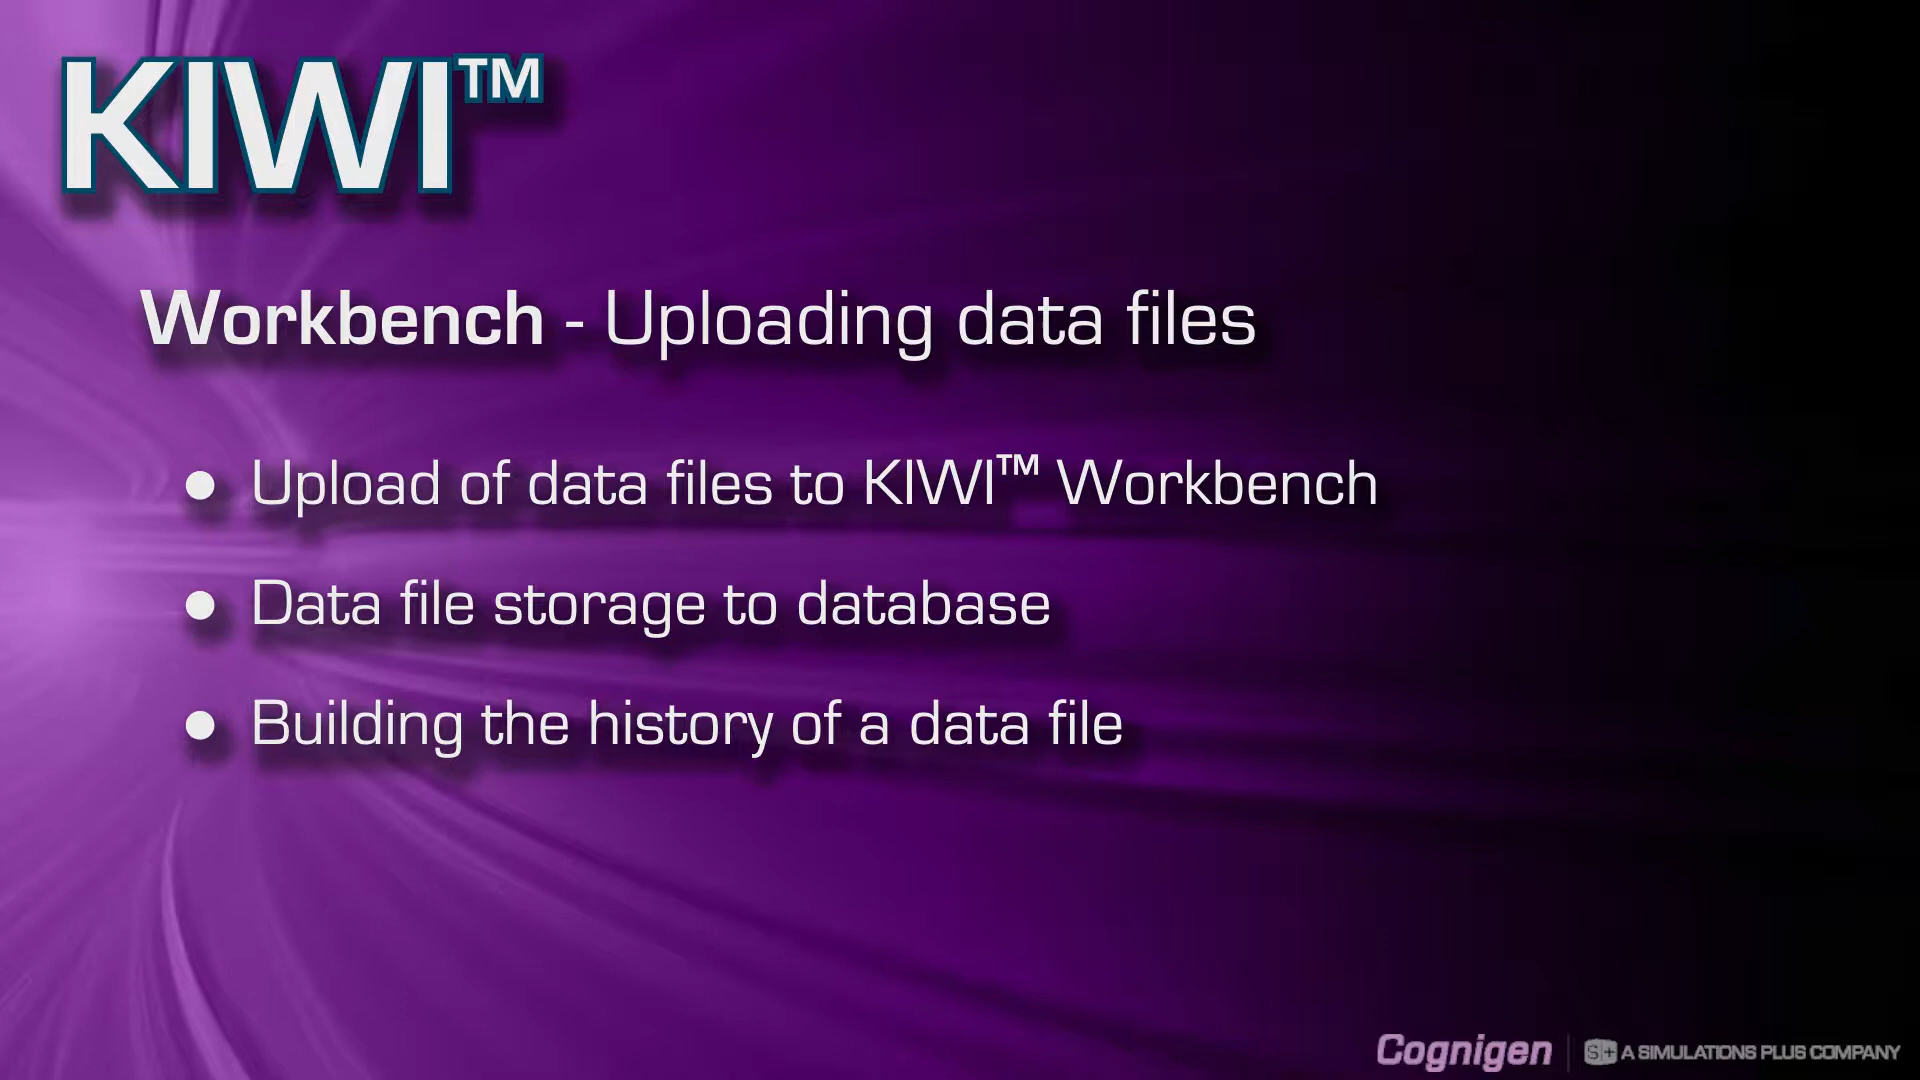 KIWI™
Workbench - Uploading data files
● Upload of data files to KIWI™ Workbench
● Data file storage to database
● Building the history of a data file
Cognigen | S+ A SIMULATIONS PLUS COMPANY